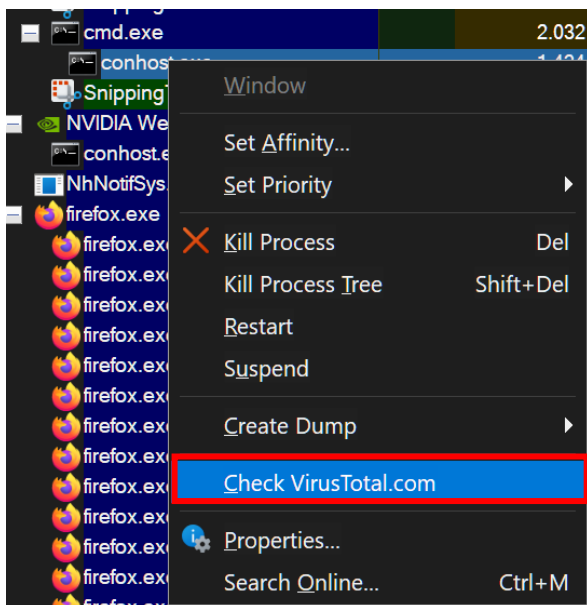 cmd.exe 2.032
conhost.exe 1.424
Window
SnippingT
Set Affinity...
NVIDIA We
conhost.e
Set Priority
NhNotifSys.
firefox.exe
Kill Process Del
firefox.exe
firefox.exe
Kill Process Tree Shift+Del
firefox.exe
Restart
firefox.exe
Suspend
firefox.exe
firefox.exe
Create Dump
firefox.exe
firefox.exe
Check VirusTotal.com
firefox.exe
firefox.exe
Properties...
firefox.exe
firefox.exe
Search Online... Ctrl+M